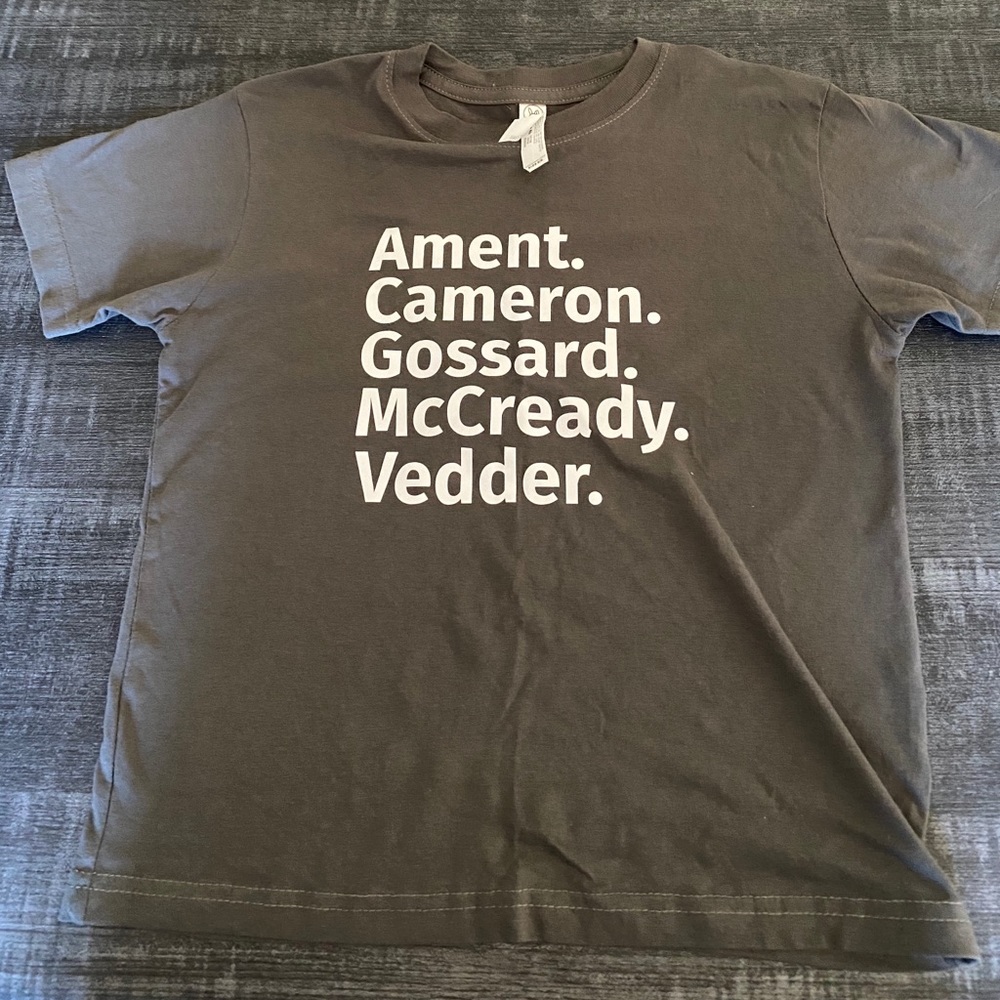 Ament.
Cameron.
Gossard.
McCready.
Vedder.